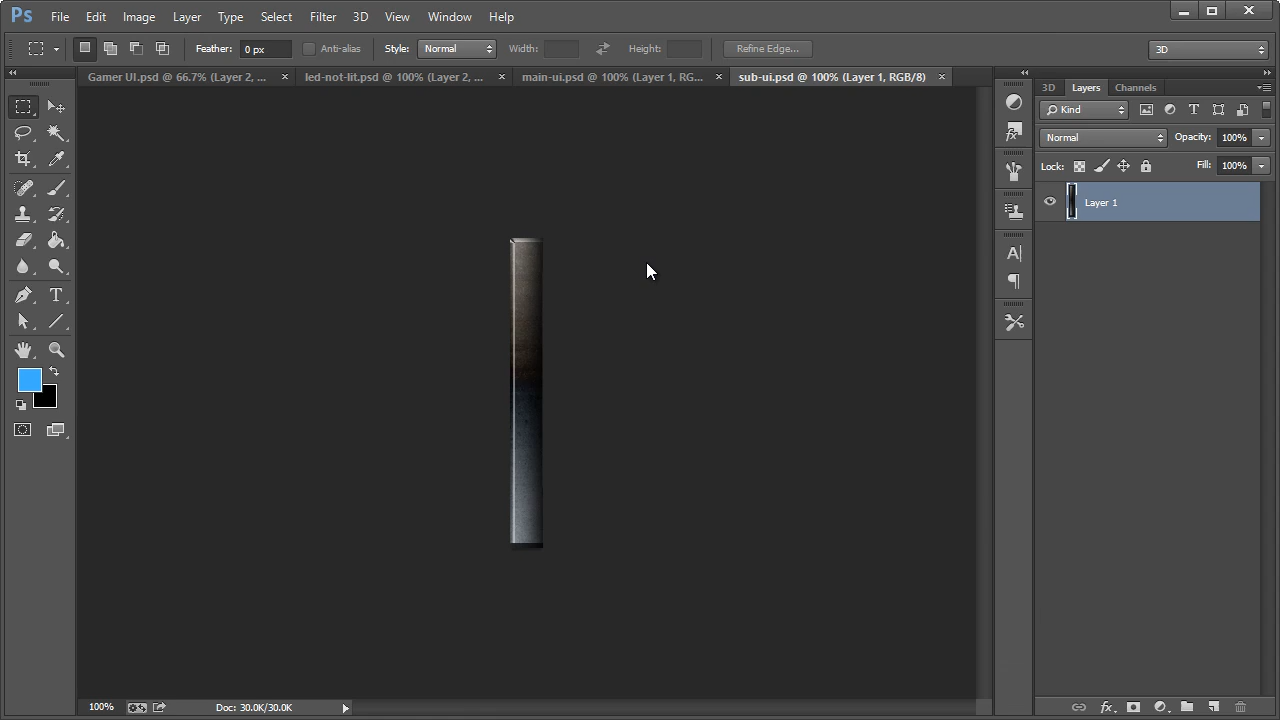 Ps File Edit Image Layer Type Select Filter 3D View Window Help
Feather: 0 px Anti-alias Style: Normal Width: Height: Refine Edge... 3D
Gamer UI.psd @ 66.7% (Layer 2, ... led-not-lit.psd @ 100% (Layer 2, ... main-ui.psd @ 100% (Layer 1, RG... sub-ui.psd @ 100% (Layer 1, RGB/8)
3D Layers Channels
Kind
Normal Opacity: 100%
Lock: Fill: 100%
Layer 1
100% Doc: 30.0K/30.0K